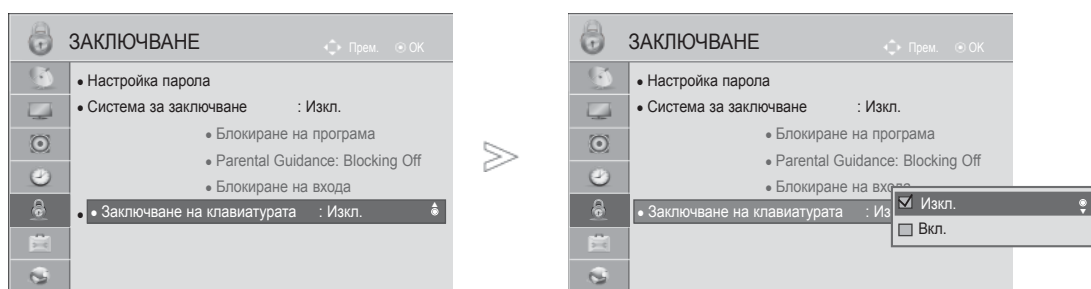 ЗАКЛЮЧВАНЕ
Прем. OK
• Настройка парола
• Система за заключване : Изкл.
• Блокиране на програма
• Parental Guidance: Blocking Off
• Блокиране на входа
• • Заключване на клавиатурата : Изкл.
ЗАКЛЮЧВАНЕ
Прем. OK
• Настройка парола
• Система за заключване : Изкл.
• Блокиране на програма
• Parental Guidance: Blocking Off
• Блокиране на входа
• Заключване на клавиатурата : Из
Изкл.
Вкл.